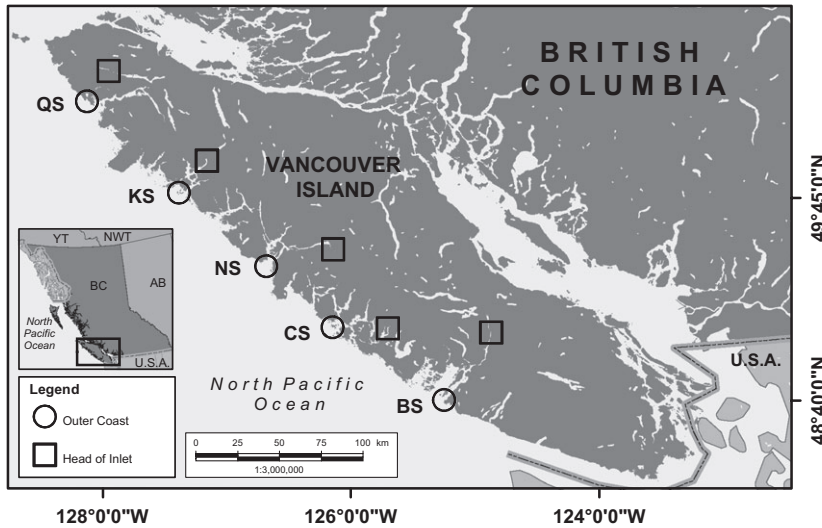 BRITISH
COLUMBIA
QS
VANCOUVER
ISLAND
KS
49°45'0"N
NS
YT
NWT
BC
AB
North
Pacific
Ocean
U.S.A.
CS
U.S.A.
North Pacific
Ocean
BS
48°40'0"N
Legend
Outer Coast
Head of Inlet
0 25 50 75 100 km
1:3,000,000
128°0'0"W 126°0'0"W 124°0'0"W